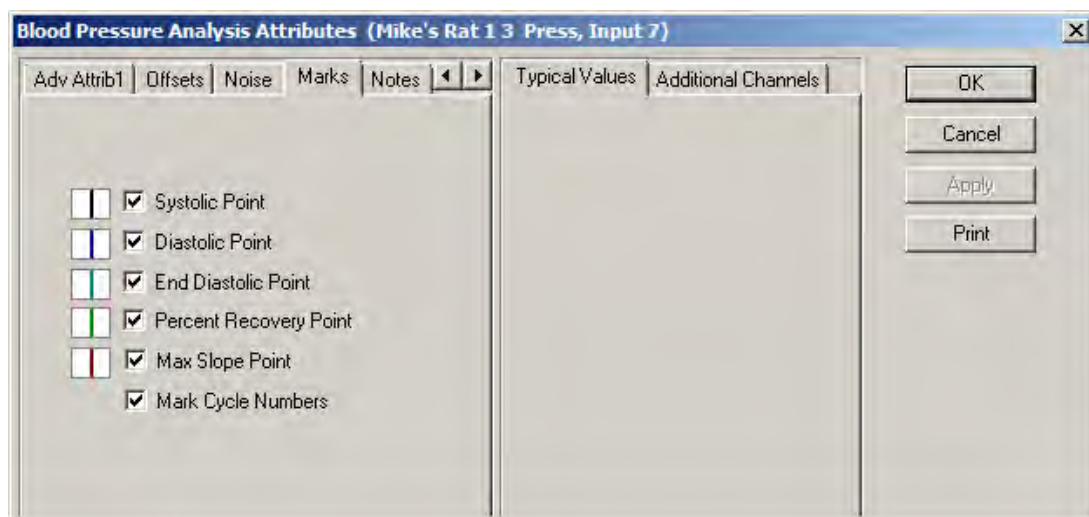 Blood Pressure Analysis Attributes (Mike's Rat 1 3 Press, Input 7)
Adv Attrib1 Offsets Noise Marks Notes
Typical Values Additional Channels
OK
Cancel
Apply
Print
Systolic Point
Diastolic Point
End Diastolic Point
Percent Recovery Point
Max Slope Point
Mark Cycle Numbers